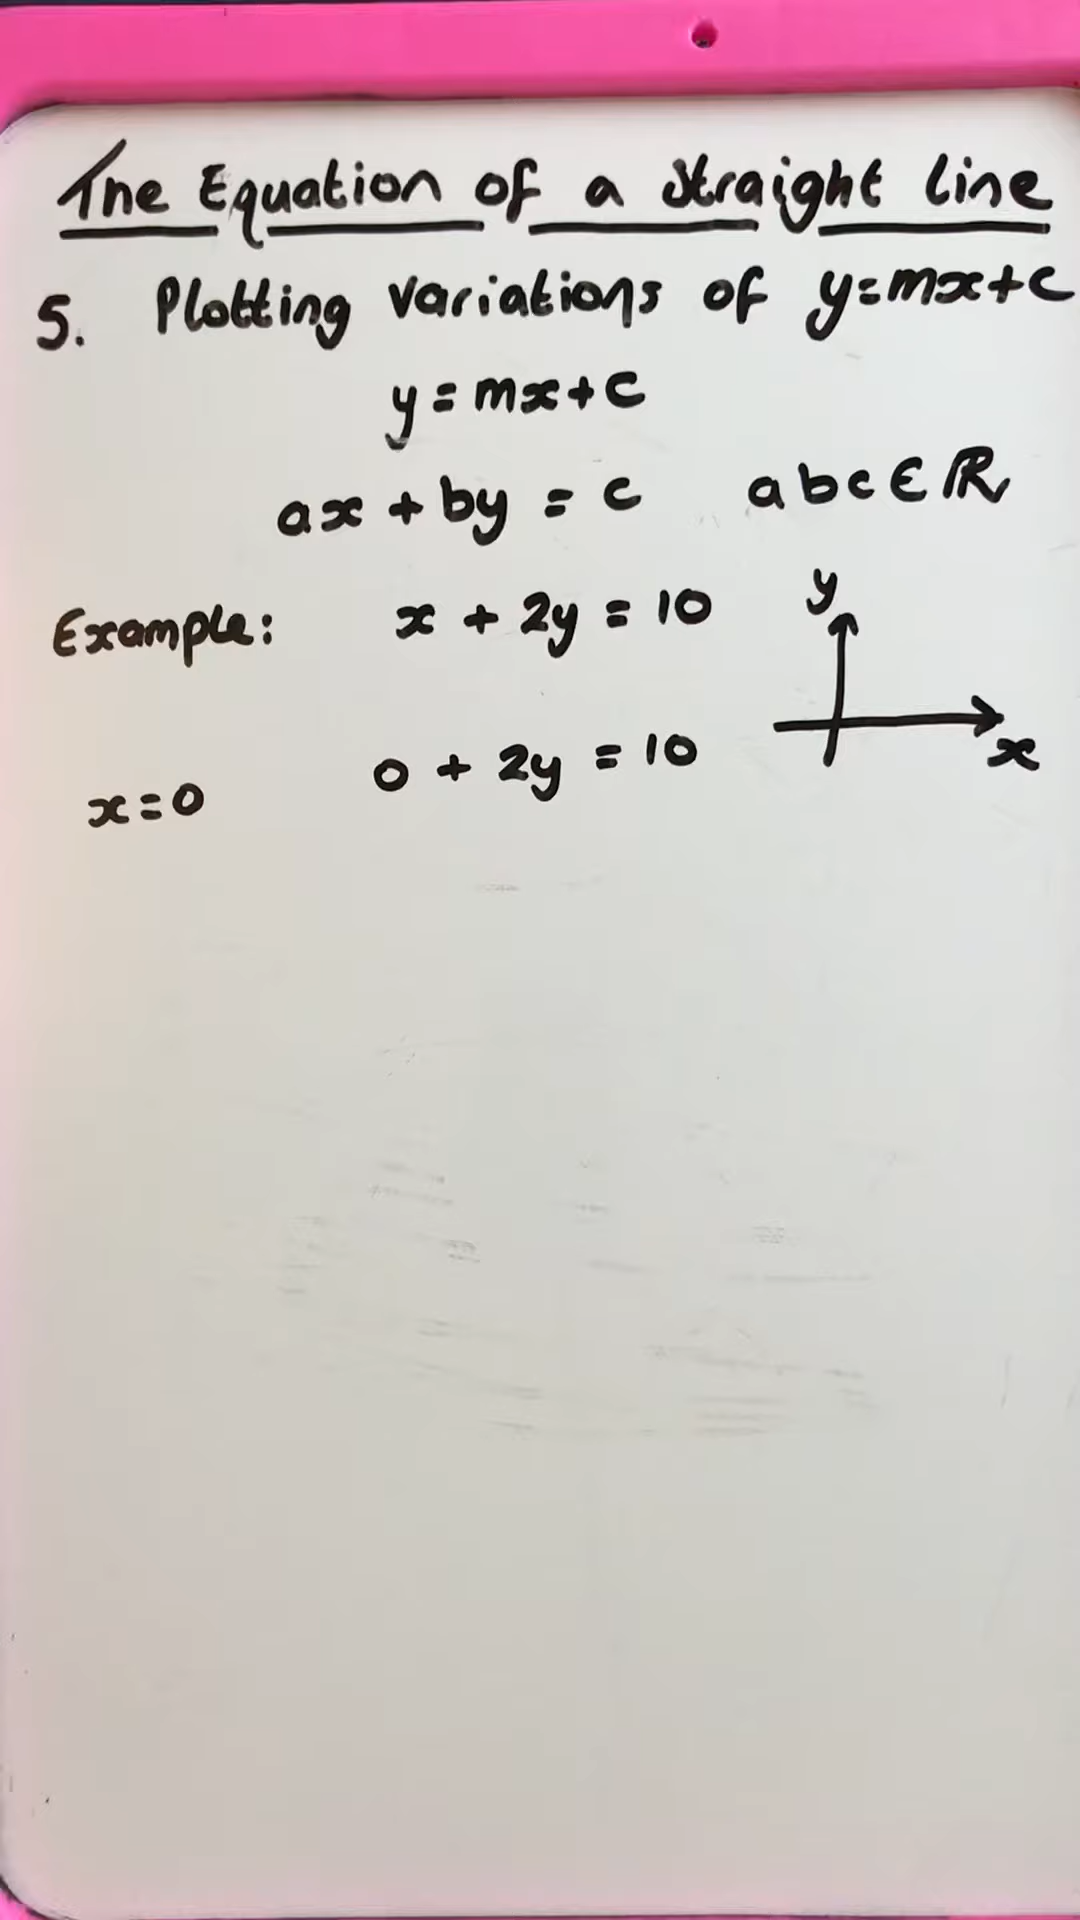 The Equation of a Straight Line
5. Plotting variations of y=mx+c
y=mx+c
ax + by = c abc∈ℝ
Example: x + 2y = 10 y
x
x=0 0 + 2y = 10